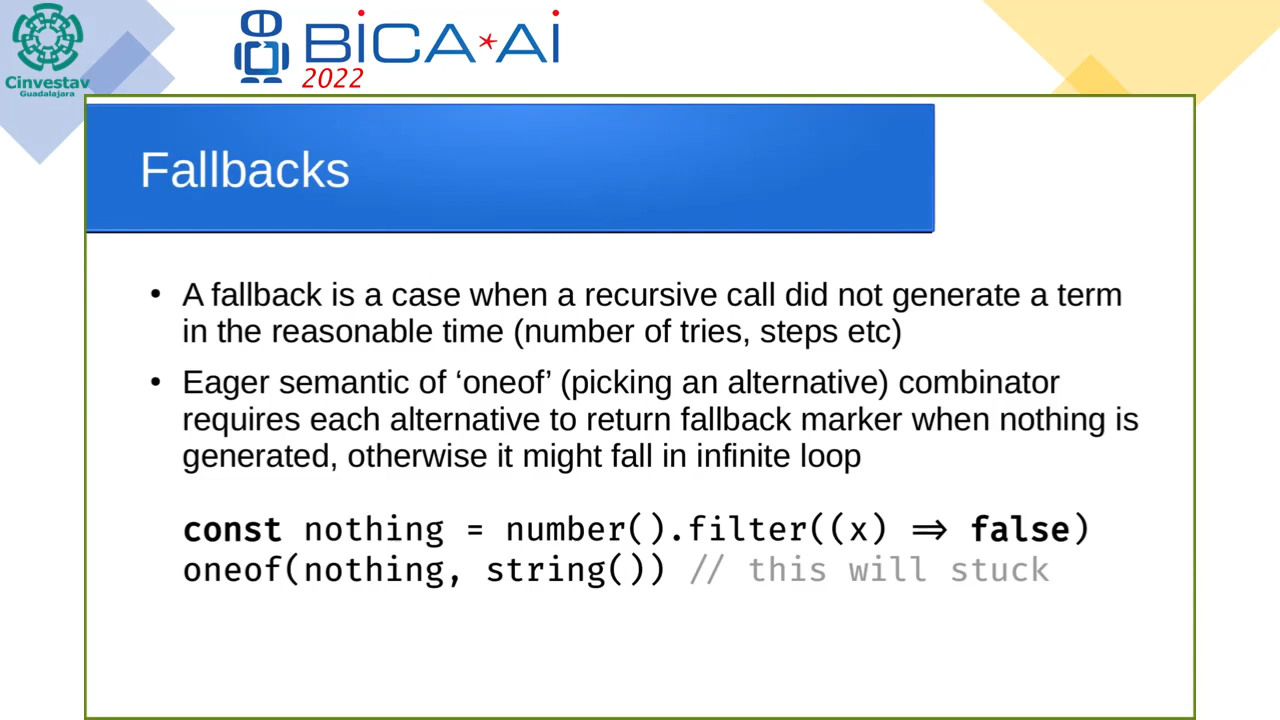 Cinvestav
Guadalajara
BiCA*Ai
2022
Fallbacks
• A fallback is a case when a recursive call did not generate a term
in the reasonable time (number of tries, steps etc)
• Eager semantic of ‘oneof’ (picking an alternative) combinator
requires each alternative to return fallback marker when nothing is
generated, otherwise it might fall in infinite loop
const nothing = number().filter((x) => false)
oneof(nothing, string()) // this will stuck